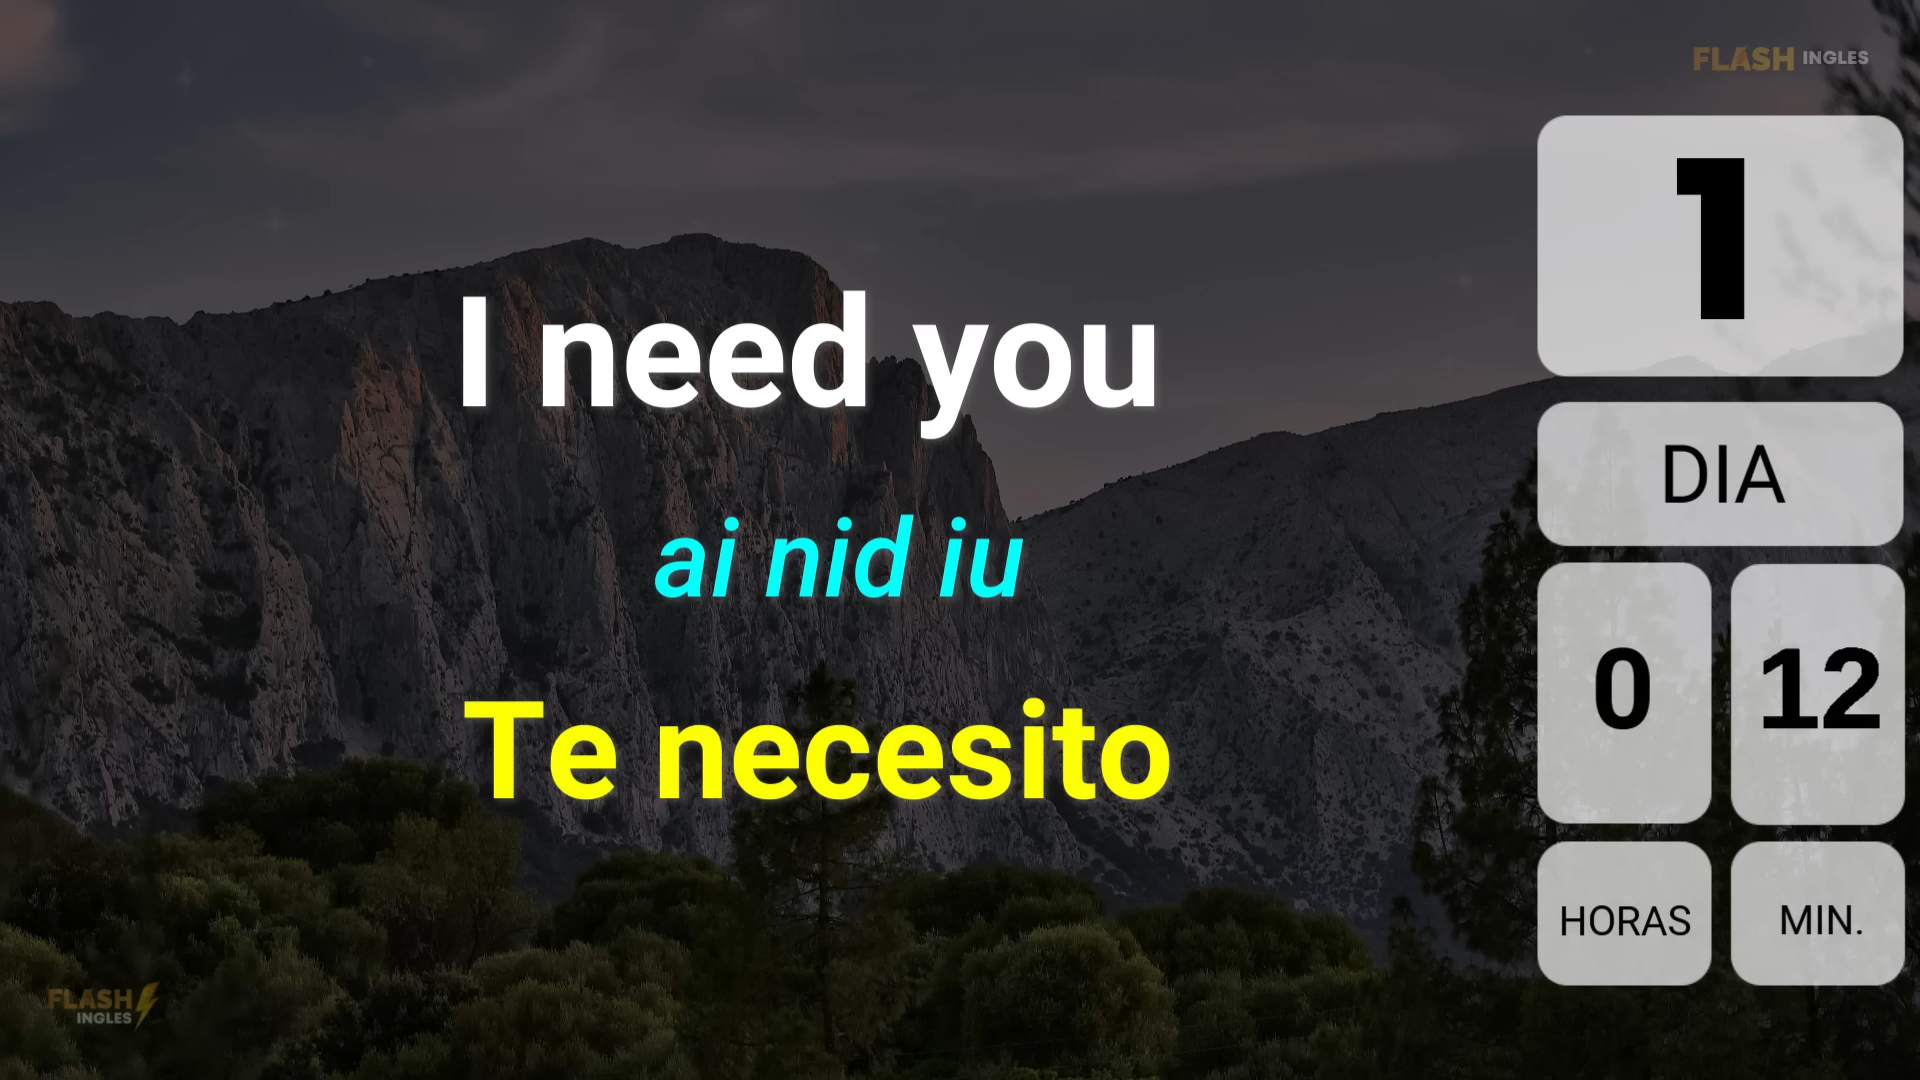 FLASH INGLES
I need you
ai nid iu
Te necesito
1
DIA
0 12
HORAS MIN.
FLASH
INGLES